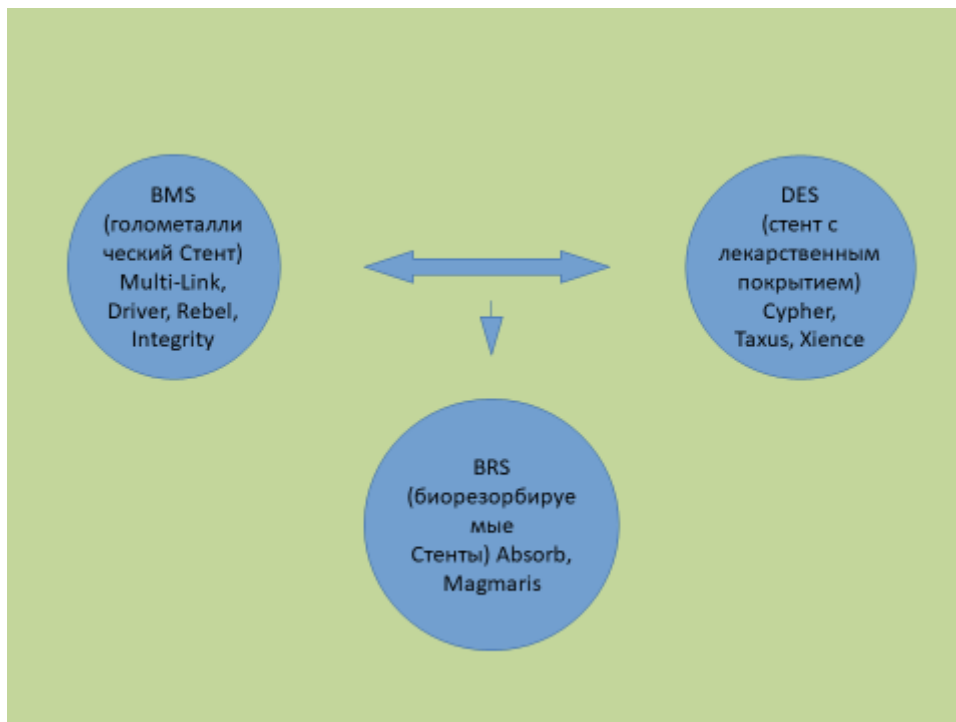 BMS
(голометалли
ческий Стент)
Multi-Link,
Driver, Rebel,
Integrity
DES
(стент с
лекарственным
покрытием)
Cypher,
Taxus, Xience
BRS
(биорезорбируе
мые
Стенты) Absorb,
Magmaris